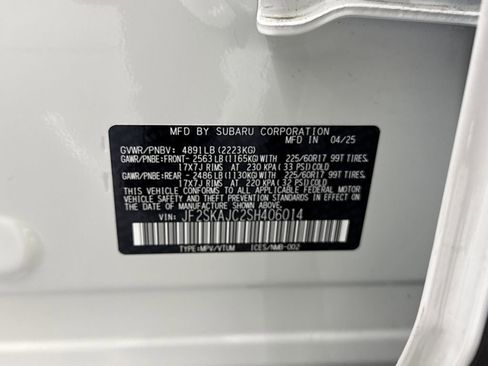 MFD BY SUBARU CORPORATION
MFD IN 04/25
GVWR/PNBV: 4891LB(2223KG)
GAWR/PNBE:FRONT- 2563LB(1165KG)WITH 225/60R17 99T TIRES,
17X7J RIMS AT 230 KPA(33 PSI)COLD
GAWR/PNBE:REAR -2486LB(1130KG)WITH 225/60R17 99T TIRES,
17X7J RIMS AT 220 KPA(32 PSI)COLD
THIS VEHICLE CONFORMS TO ALL APPLICABLE FEDERAL MOTOR
VEHICLE SAFETY STANDARDS IN EFFECT ON THE DATE OF
MANUFACTURE SHOWN ABOVE.
VIN: JF2SKAJC2SH406014
TYPE:MPV/VTUM ICES/NMB-002